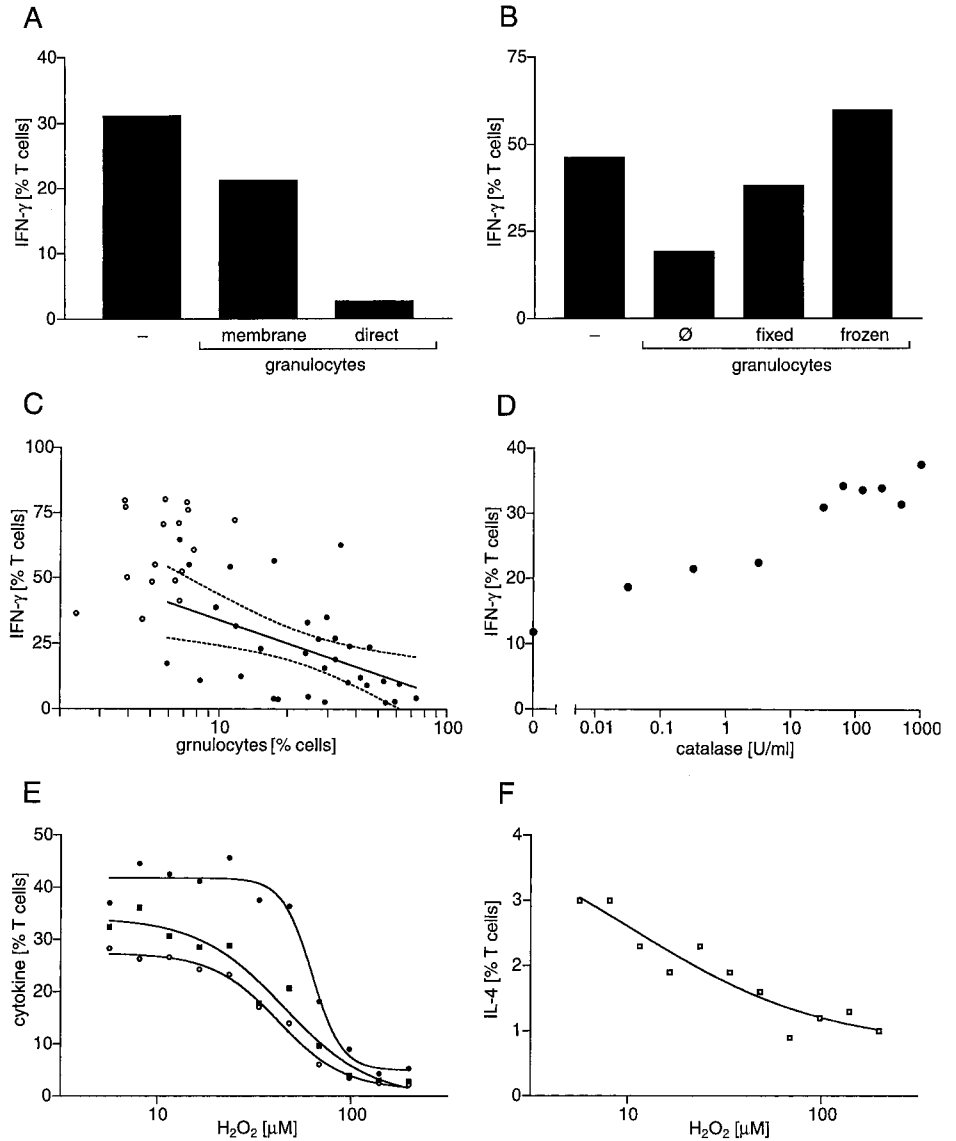 A
40
30
20
10
0
IFN-γ [% T cells]
–
membrane
direct
granulocytes
B
75
50
25
0
IFN-γ [% T cells]
–
Ø
fixed
frozen
granulocytes
C
100
75
50
25
0
IFN-γ [% T cells]
10
100
grnulocytes [% cells]
D
40
30
20
10
0
IFN-γ [% T cells]
0
0.01
0.1
1
10
100
1000
catalase [U/ml]
E
50
40
30
20
10
0
cytokine [% T cells]
10
100
H₂O₂ [µM]
F
4
3
2
1
0
IL-4 [% T cells]
10
100
H₂O₂ [µM]